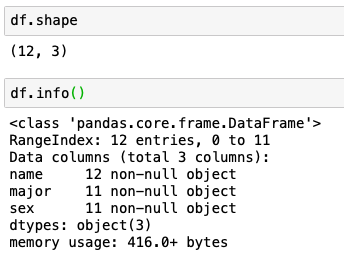 df.shape
(12, 3)
df.info()
<class 'pandas.core.frame.DataFrame'>
RangeIndex: 12 entries, 0 to 11
Data columns (total 3 columns):
name     12 non-null object
major    11 non-null object
sex      11 non-null object
dtypes: object(3)
memory usage: 416.0+ bytes